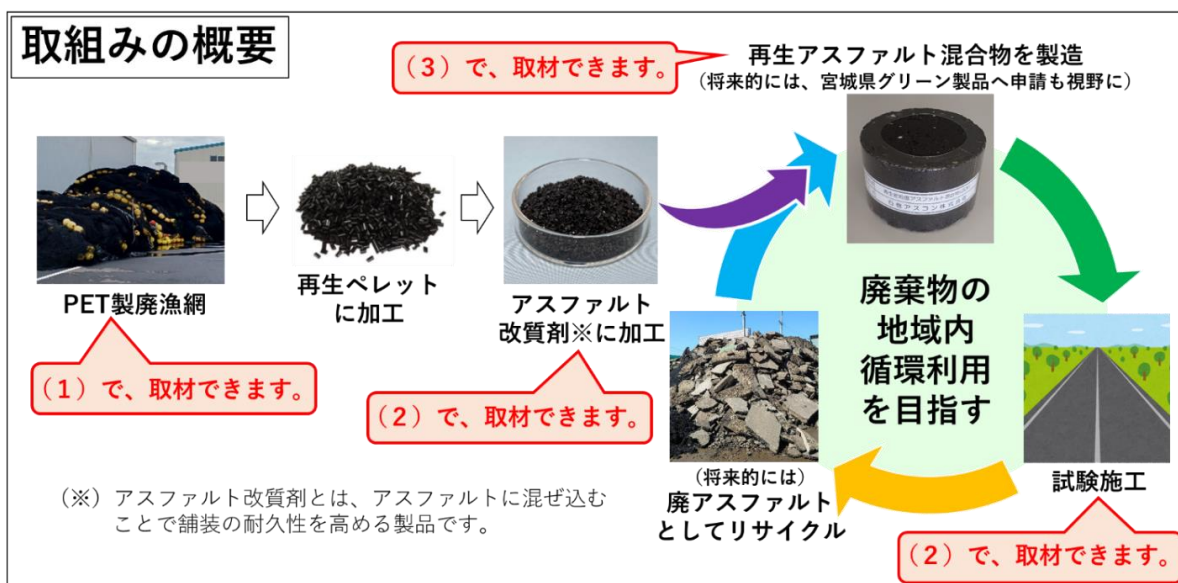 取組みの概要
（3）で、取材できます。
再生アスファルト混合物を製造
（将来的には、宮城県グリーン製品へ申請も視野に）
PET製廃漁網
再生ペレット
に加工
アスファルト
改質剤※に加工
（1）で、取材できます。
（2）で、取材できます。
廃棄物の
地域内
循環利用
を目指す
（将来的には）
廃アスファルト
としてリサイクル
試験施工
（2）で、取材できます。
（※）アスファルト改質剤とは、アスファルトに混ぜ込む
ことで舗装の耐久性を高める製品です。